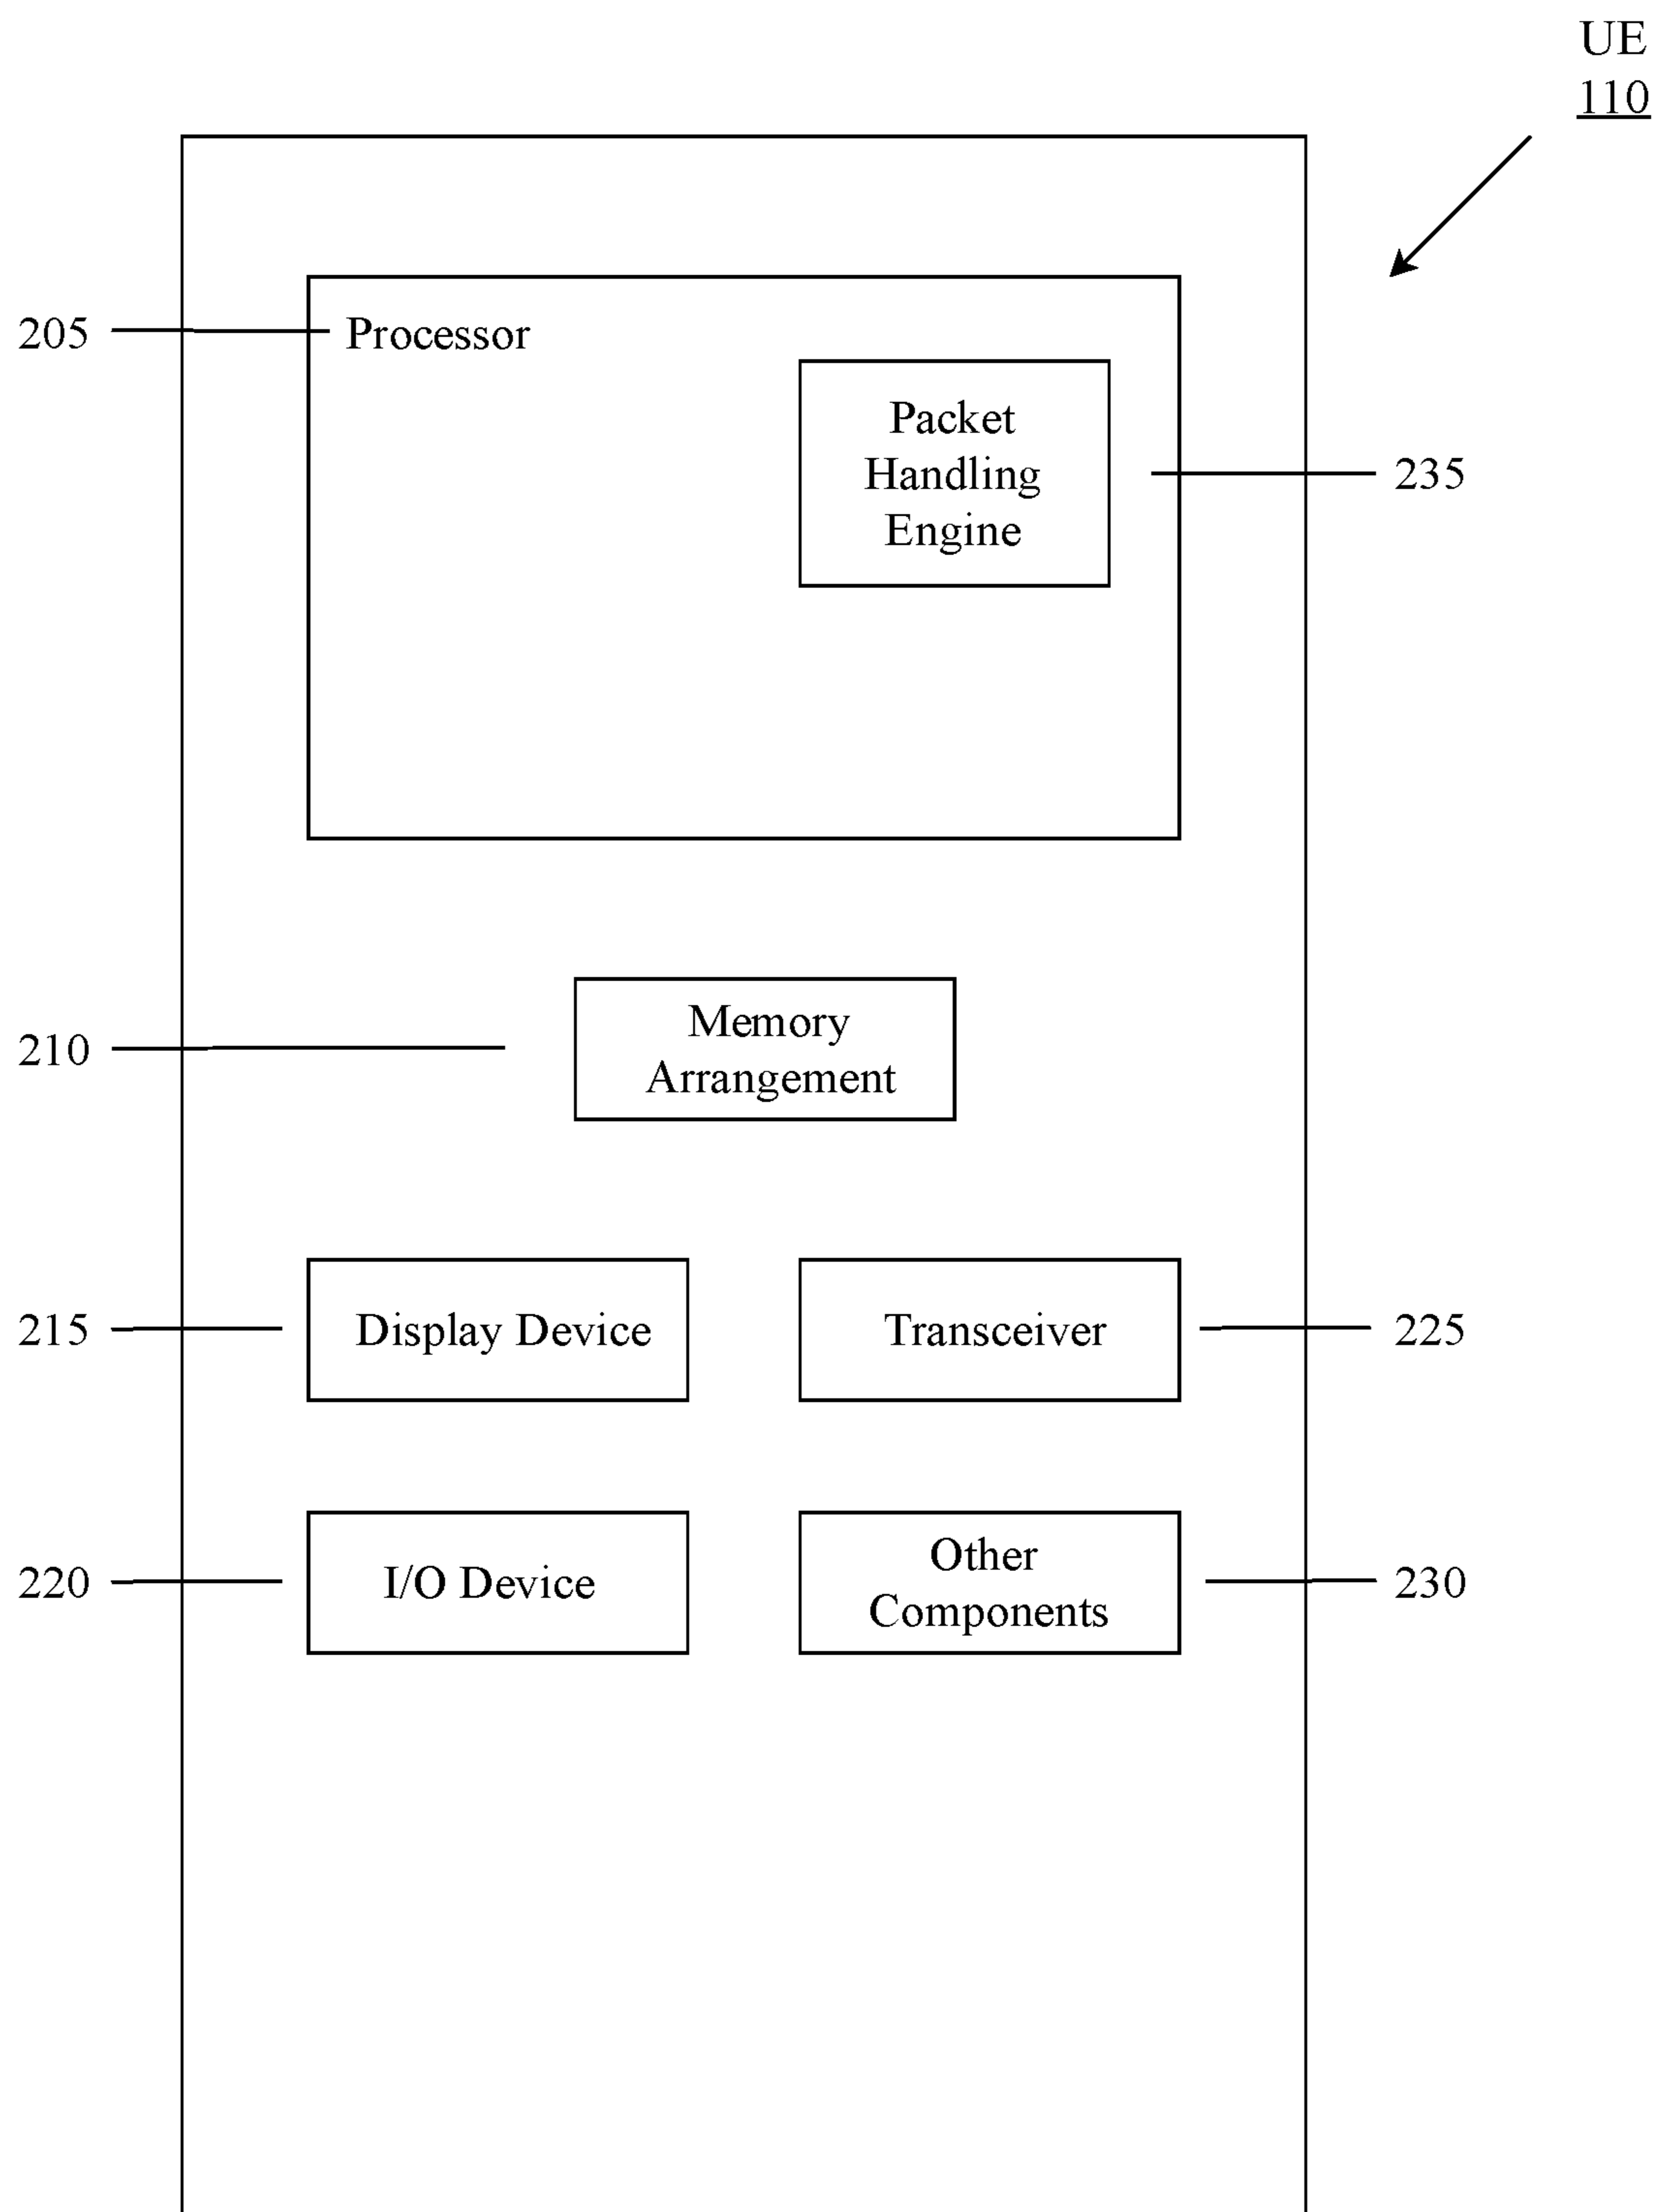 UE
110
205
Processor
Packet
Handling
Engine
235
210
Memory
Arrangement
215
Display Device
Transceiver
225
220
I/O Device
Other
Components
230